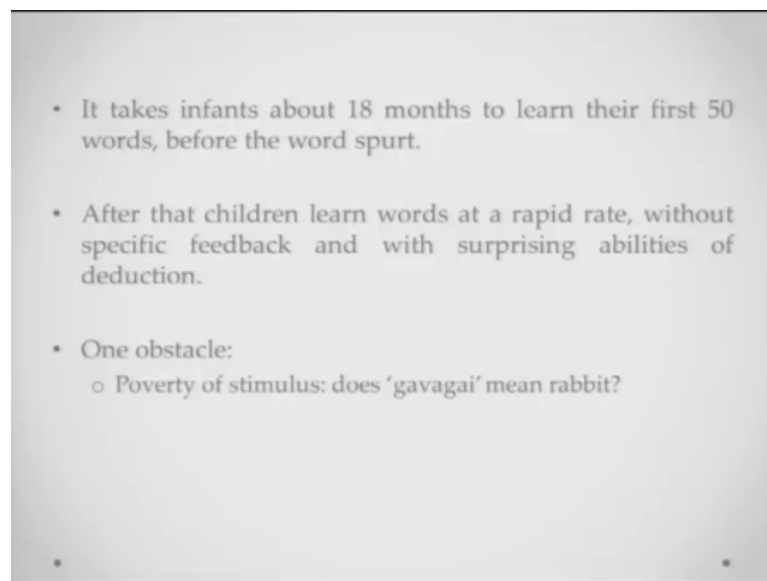 • It takes infants about 18 months to learn their first 50
words, before the word spurt.
• After that children learn words at a rapid rate, without
specific feedback and with surprising abilities of
deduction.
• One obstacle:
o Poverty of stimulus: does ‘gavagai’ mean rabbit?